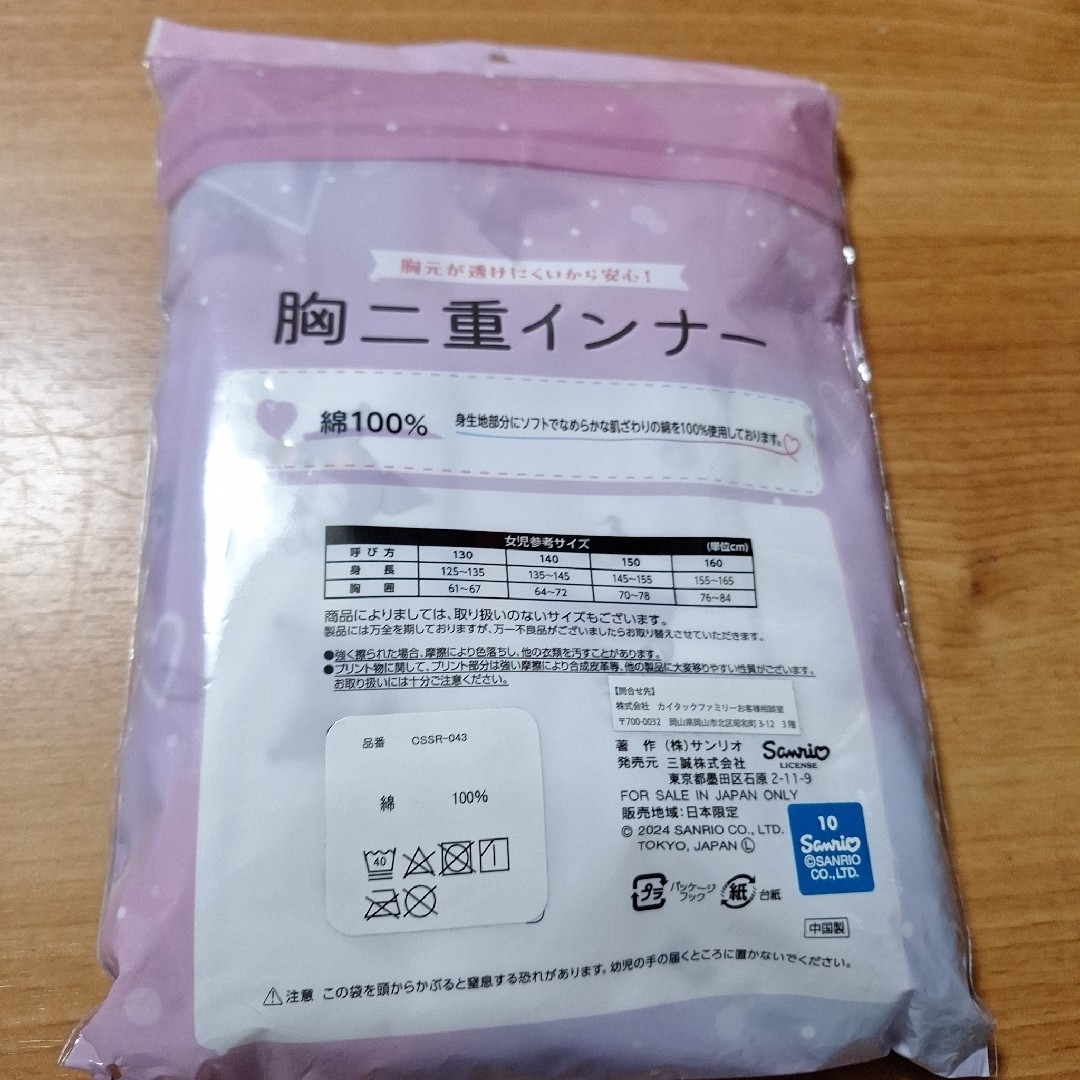 胸元が透けにくいから安心!
胸二重インナー
綿100% 身生地部分にソフトでなめらかな肌ざわりの綿を100%使用しております。
女児参考サイズ (単位cm)
呼び方 130 140 150 160
身長 125~135 135~145 145~155 155~165
胸囲 61~67 64~72 70~78 76~84
商品によりましては、取り扱いのないサイズもございます。
製品には万全を期しておりますが、万一不良品がございましたらお取り替えさせていただきます。
●強く擦られた場合、摩擦により色落ちし、他の衣類を汚すことがあります。
●プリント物に関して、プリント部分は強い摩擦により合成皮革等、他の製品に大変移りやすい性質がございます。
お取り扱いには十分ご注意ください。
【問合せ先】
株式会社 カイタックファミリーお客様相談室
〒700-0032 岡山県岡山市北区昭和町3-12 3階
品番 CSSR-043
綿 100%
40
著作 (株)サンリオ
Sanrio
LICENSE
発売元 三誠株式会社
東京都墨田区石原2-11-9
FOR SALE IN JAPAN ONLY
販売地域:日本限定
© 2024 SANRIO CO., LTD.
TOKYO, JAPAN Ⓛ
10
Sanrio
©SANRIO
CO.,LTD.
プラ パッケージ
フック
紙 台紙
中国製
⚠注意 この袋を頭からかぶると窒息する恐れがあります。幼児の手の届くところに置かないでください。